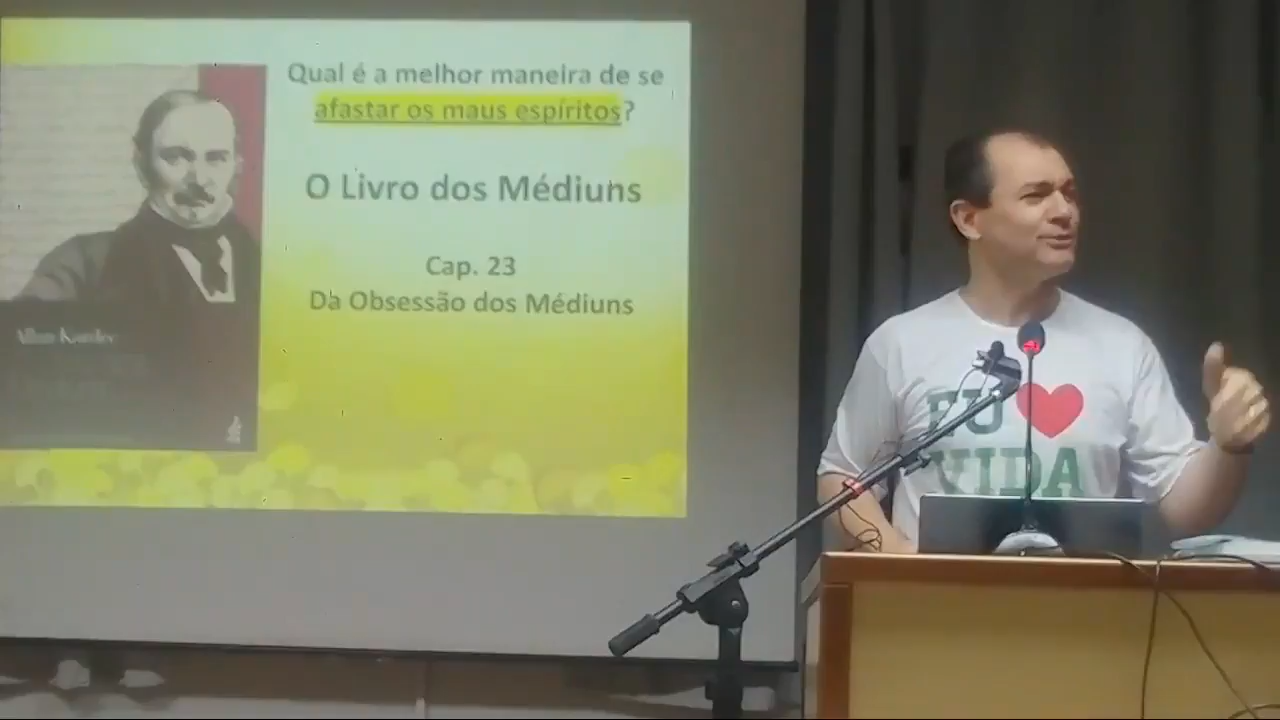 Qual é a melhor maneira de se
afastar os maus espíritos?
O Livro dos Médiuns
Cap. 23
Da Obsessão dos Médiuns
Allan Kardec
EU
VIDA